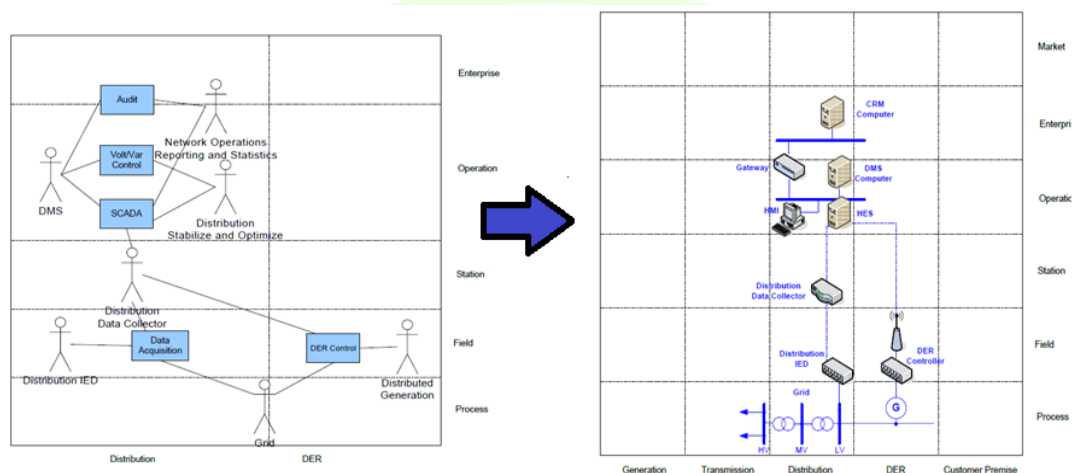 Enterprise
Audit
Network Operations
Reporting and Statistics
Volt/Var
Control
Operation
DMS
SCADA
Distribution
Stabilize and Optimize
Station
Distribution
Data Collector
Data
Acquisition
DER Control
Field
Distribution IED
Distributed
Generation
Grid
Process
Distribution
DER
Market
CRM
Computer
Enterpris
Gateway
DMS
Computer
Operatio
HMI
HES
Station
Distribution
Data Collector
Distribution
IED
DER
Controller
Field
Grid
G
Process
HV
MV
LV
Generation
Transmission
Distribution
DER
Customer Premise